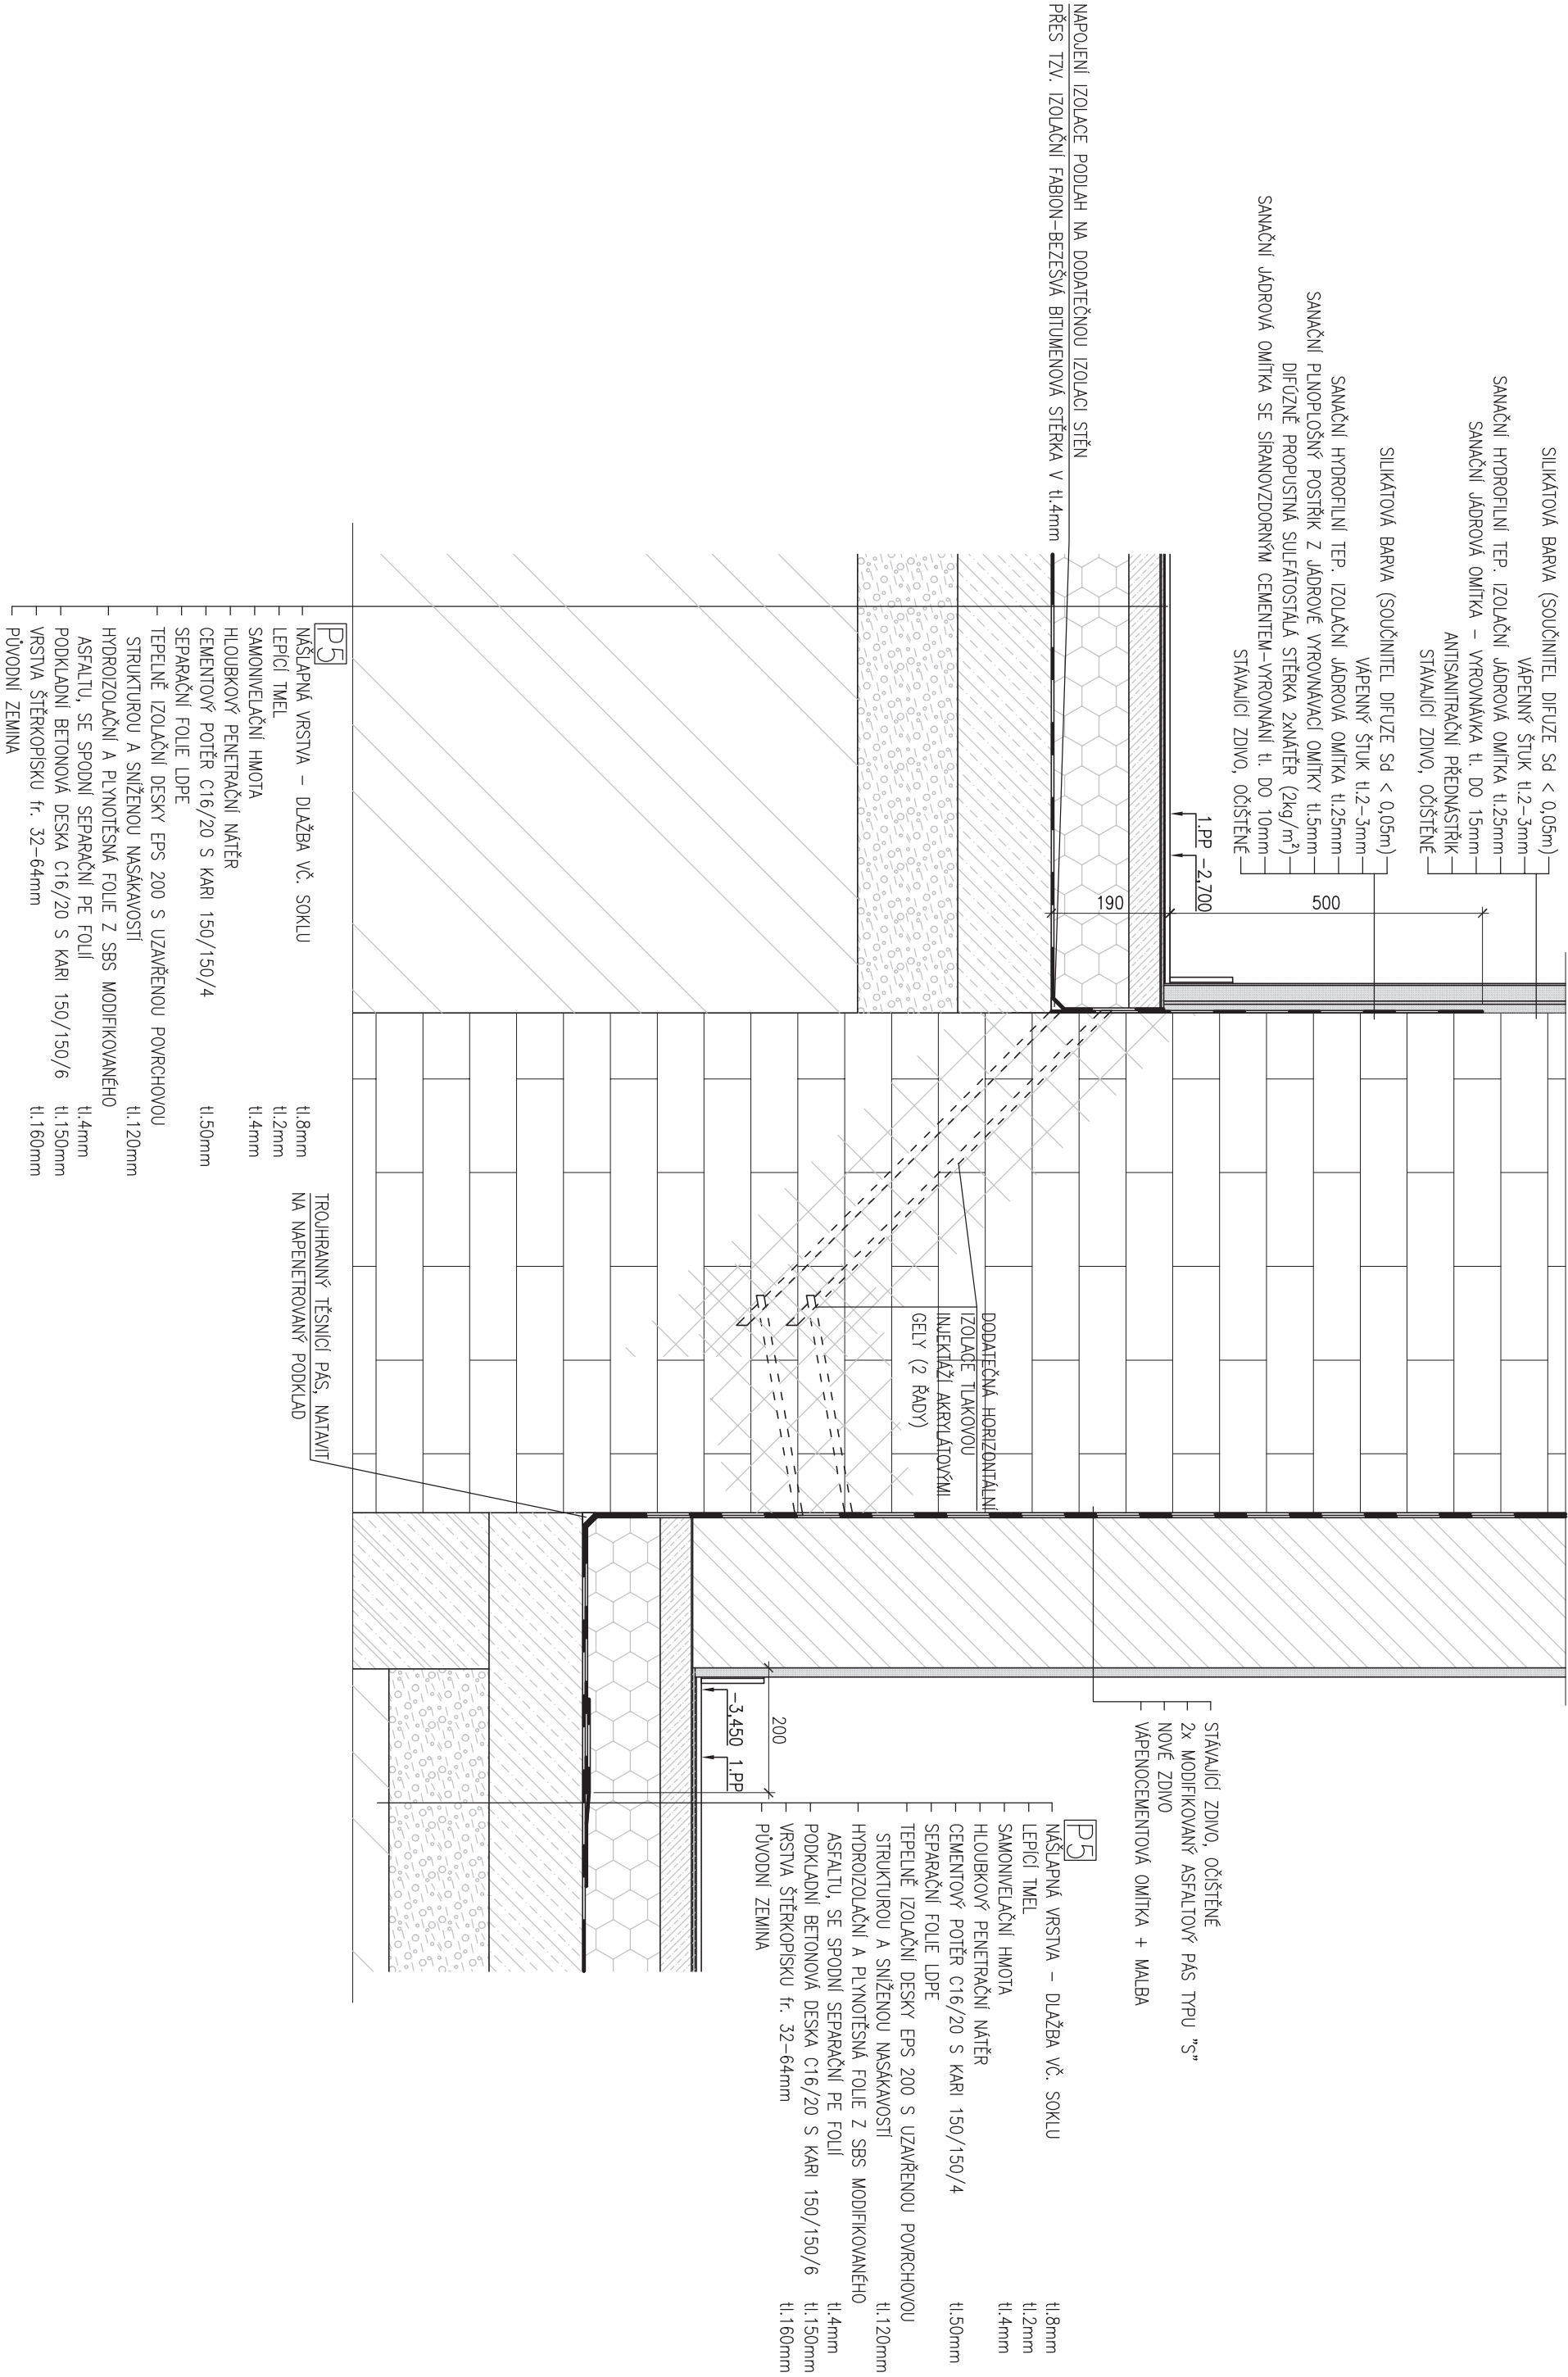 SILIKÁTOVÁ BARVA (SOUČINITEL DIFUZE Sd < 0,05m)
VÁPENNÝ ŠTUK tl.2-3mm
SANAČNÍ HYDROFILNÍ TEP. IZOLAČNÍ JÁDROVÁ OMÍTKA tl.25mm
SANAČNÍ JÁDROVÁ OMÍTKA - VYROVNÁVKA tl. DO 15mm
ANTISANITRAČNÍ PŘEDNÁSTŘIK
STÁVAJÍCÍ ZDIVO, OČIŠTĚNÉ
SILIKÁTOVÁ BARVA (SOUČINITEL DIFUZE Sd < 0,05m)
VÁPENNÝ ŠTUK tl.2-3mm
SANAČNÍ HYDROFILNÍ TEP. IZOLAČNÍ JÁDROVÁ OMÍTKA tl.25mm
SANAČNÍ PLNOPLOŠNÝ POSTŘIK Z JÁDROVÉ VYROVNÁVACÍ OMÍTKY tl.5mm
DIFÚZNĚ PROPUSTNÁ SULFÁTOSTÁLÁ STĚRKA 2xNÁTĚR (2kg/m²)
SANAČNÍ JÁDROVÁ OMÍTKA SE SÍRANOVZDORNÝM CEMENTEM-VYROVNÁNÍ tl. DO 10mm
STÁVAJÍCÍ ZDIVO, OČIŠTĚNÉ
500
190
1.PP -2,700
NAPOJENÍ IZOLACE PODLAH NA DODATEČNOU IZOLACI STĚN
PŘES TZV. IZOLAČNÍ FABION-BEZEŠVÁ BITUMENOVÁ STĚRKA V tl.4mm
STÁVAJÍCÍ ZDIVO, OČIŠTĚNÉ
2x MODIFIKOVANÝ ASFALTOVÝ PÁS TYPU "S"
NOVÉ ZDIVO
VÁPENOCEMENTOVÁ OMÍTKA + MALBA
DODATEČNÁ HORIZONTÁLNÍ
IZOLACE TLAKOVOU
INJEKTÁŽÍ AKRYLÁTOVÝMI
GELY (2 ŘADY)
200
-3,450 1.PP
P5
NÁŠLAPNÁ VRSTVA - DLAŽBA VČ. SOKLU tl.8mm
LEPÍCÍ TMEL tl.2mm
SAMONIVELAČNÍ HMOTA tl.4mm
HLOUBKOVÝ PENETRAČNÍ NÁTĚR
CEMENTOVÝ POTĚR C16/20 S KARI 150/150/4 tl.50mm
SEPARAČNÍ FOLIE LDPE
TEPELNĚ IZOLAČNÍ DESKY EPS 200 S UZAVŘENOU POVRCHOVOU
STRUKTUROU A SNÍŽENOU NASÁKAVOSTÍ tl.120mm
HYDROIZOLAČNÍ A PLYNOTĚSNÁ FOLIE Z SBS MODIFIKOVANÉHO
ASFALTU, SE SPODNÍ SEPARAČNÍ PE FOLIÍ tl.4mm
PODKLADNÍ BETONOVÁ DESKA C16/20 S KARI 150/150/6 tl.150mm
VRSTVA ŠTĚRKOPÍSKU fr. 32-64mm tl.160mm
PŮVODNÍ ZEMINA
TROJHRANNÝ TĚSNÍCÍ PÁS, NATAVIT
NA NAPENETROVANÝ PODKLAD
P5
NÁŠLAPNÁ VRSTVA - DLAŽBA VČ. SOKLU tl.8mm
LEPÍCÍ TMEL tl.2mm
SAMONIVELAČNÍ HMOTA tl.4mm
HLOUBKOVÝ PENETRAČNÍ NÁTĚR
CEMENTOVÝ POTĚR C16/20 S KARI 150/150/4 tl.50mm
SEPARAČNÍ FOLIE LDPE
TEPELNĚ IZOLAČNÍ DESKY EPS 200 S UZAVŘENOU POVRCHOVOU
STRUKTUROU A SNÍŽENOU NASÁKAVOSTÍ tl.120mm
HYDROIZOLAČNÍ A PLYNOTĚSNÁ FOLIE Z SBS MODIFIKOVANÉHO
ASFALTU, SE SPODNÍ SEPARAČNÍ PE FOLIÍ tl.4mm
PODKLADNÍ BETONOVÁ DESKA C16/20 S KARI 150/150/6 tl.150mm
VRSTVA ŠTĚRKOPÍSKU fr. 32-64mm tl.160mm
PŮVODNÍ ZEMINA